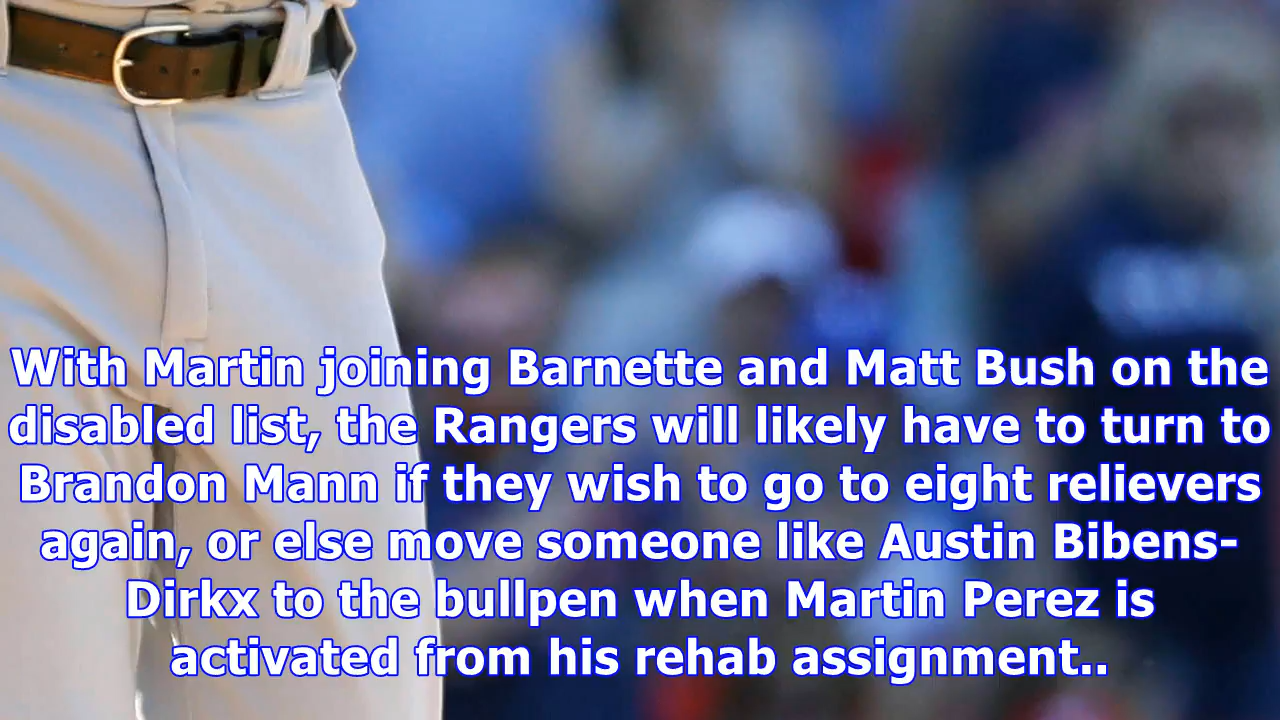 With Martin joining Barnette and Matt Bush on the
disabled list, the Rangers will likely have to turn to
Brandon Mann if they wish to go to eight relievers
again, or else move someone like Austin Bibens-
Dirkx to the bullpen when Martin Perez is
activated from his rehab assignment..